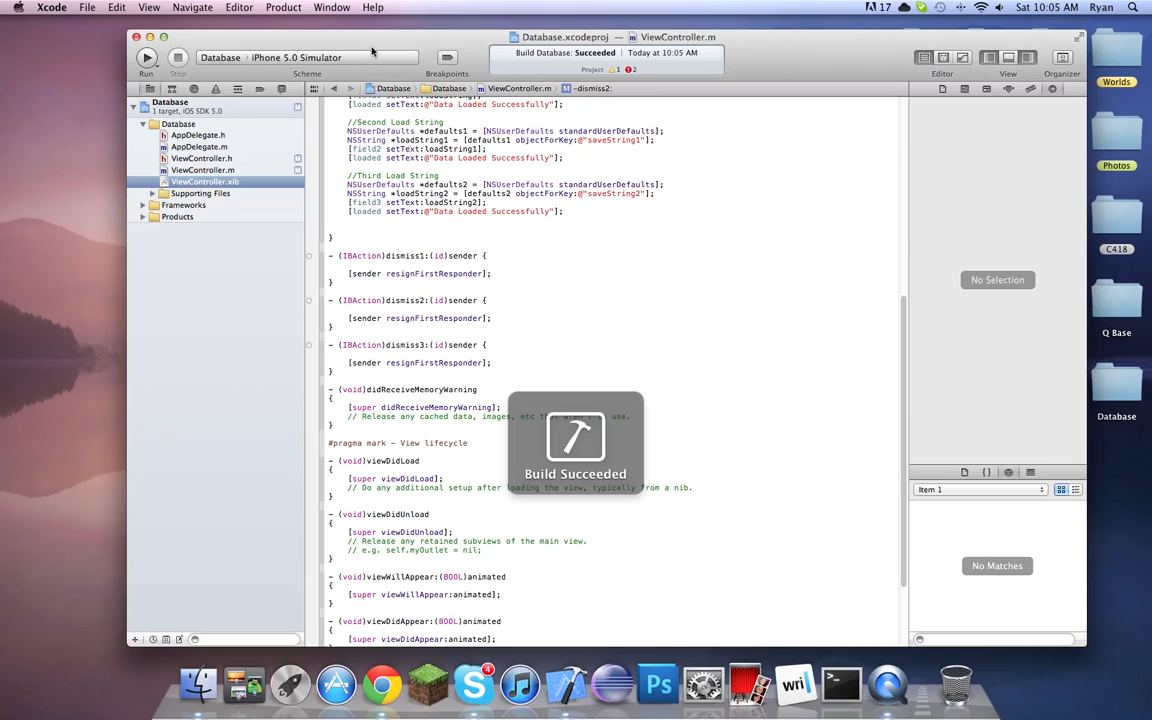 Xcode File Edit View Navigate Editor Product Window Help 17 Sat 10:05 AM Ryan
Database.xcodeproj — ViewController.m
Database iPhone 5.0 Simulator
Build Database: Succeeded Today at 10:05 AM
Project 1 2
Run Stop Scheme Breakpoints Editor View Organizer
Database Database ViewController.m -dismiss2:
Database
1 target, iOS SDK 5.0
Database
AppDelegate.h
AppDelegate.m
ViewController.h
ViewController.m
ViewController.xib
Supporting Files
Frameworks
Products
M
M
M
[loaded setText:@"Data Loaded Successfully"];
//Second Load String
NSUserDefaults *defaults1 = [NSUserDefaults standardUserDefaults];
NSString *loadString1 = [defaults1 objectForKey:@"saveString1"];
[field2 setText:loadString1];
[loaded setText:@"Data Loaded Successfully"];
//Third Load String
NSUserDefaults *defaults2 = [NSUserDefaults standardUserDefaults];
NSString *loadString2 = [defaults2 objectForKey:@"saveString2"];
[field3 setText:loadString2];
[loaded setText:@"Data Loaded Successfully"];
}
- (IBAction)dismiss1:(id)sender {
[sender resignFirstResponder];
}
- (IBAction)dismiss2:(id)sender {
[sender resignFirstResponder];
}
- (IBAction)dismiss3:(id)sender {
[sender resignFirstResponder];
}
- (void)didReceiveMemoryWarning
{
[super didReceiveMemoryWarning];
// Release any cached data, images, etc that aren't in use.
}
#pragma mark - View lifecycle
- (void)viewDidLoad
{
[super viewDidLoad];
// Do any additional setup after loading the view, typically from a nib.
}
- (void)viewDidUnload
{
[super viewDidUnload];
// Release any retained subviews of the main view.
// e.g. self.myOutlet = nil;
}
- (void)viewWillAppear:(BOOL)animated
{
[super viewWillAppear:animated];
}
- (void)viewDidAppear:(BOOL)animated
{
[super viewDidAppear:animated];
Build Succeeded
No Selection
Item 1
No Matches
Worlds
Photos
C418
Q Base
Database
4
Ps
wri